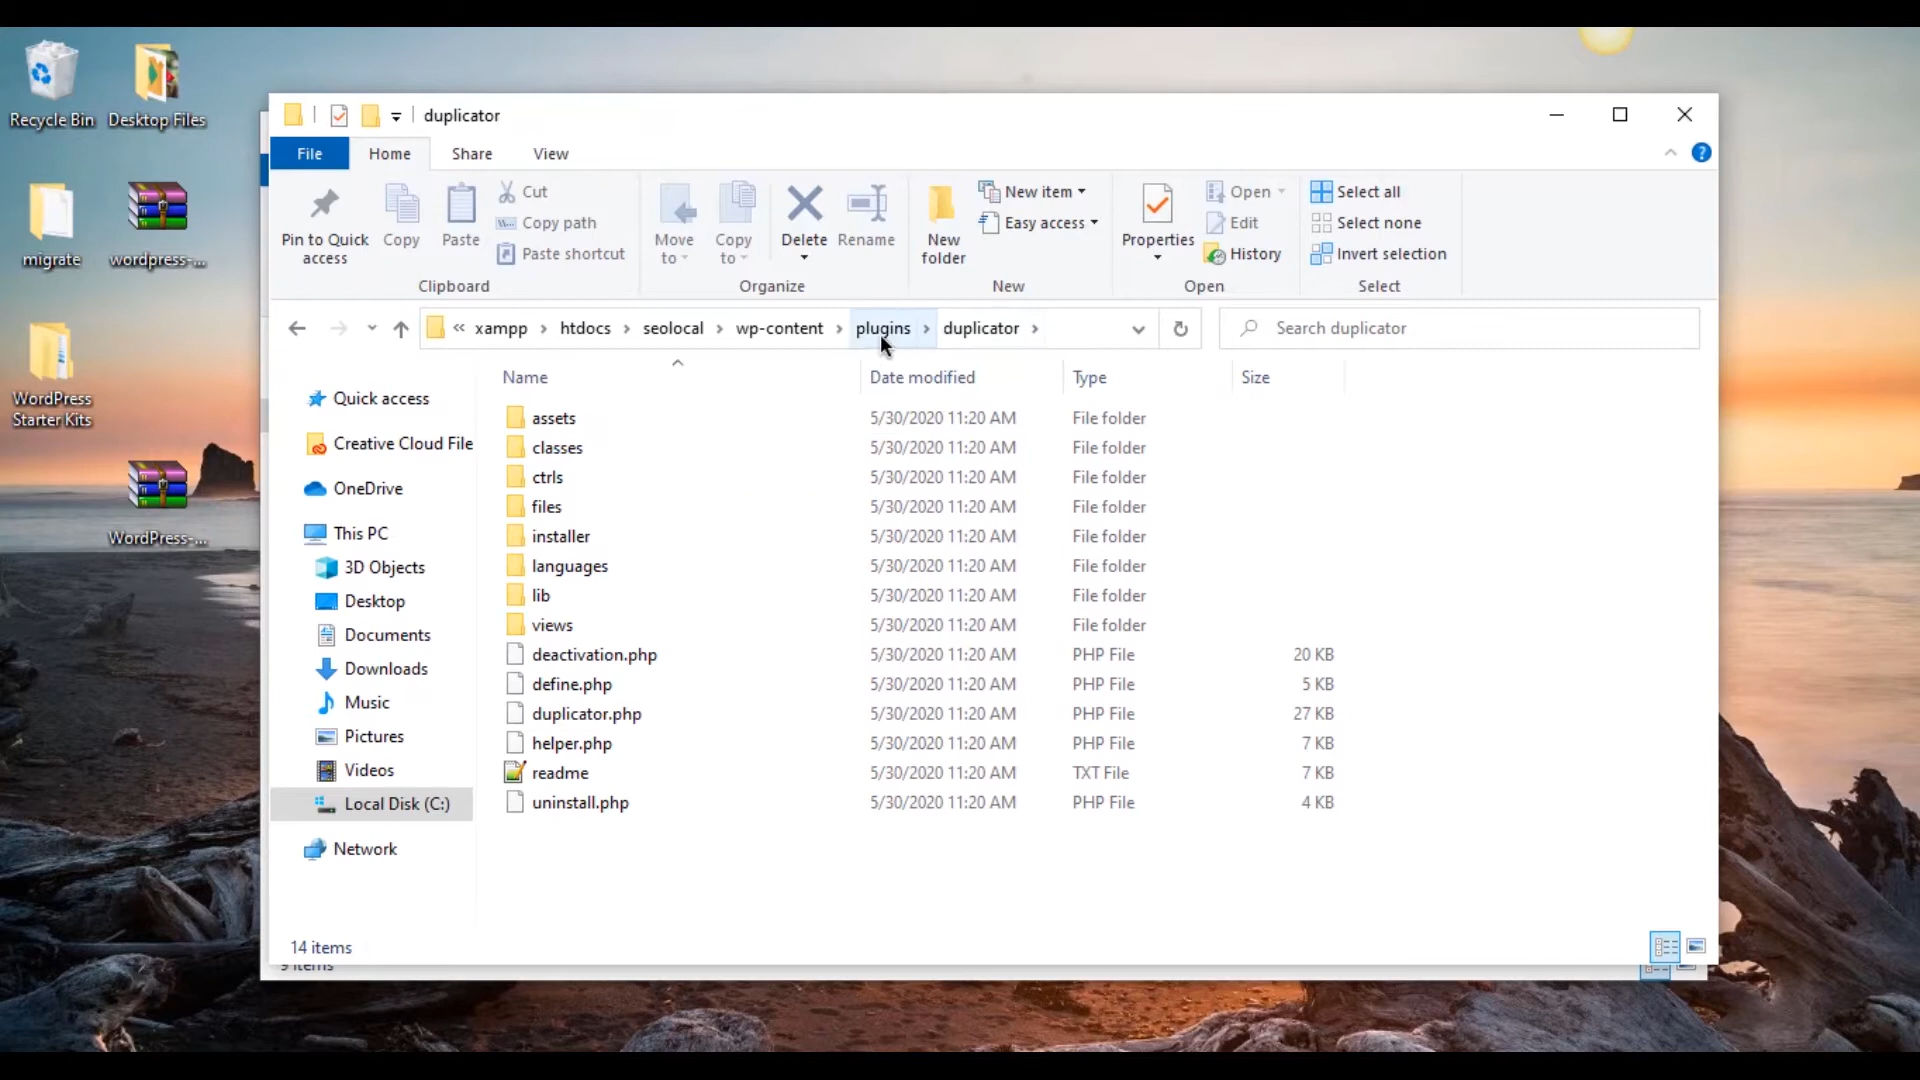 Recycle Bin
Desktop Files
migrate
wordpress-...
WordPress
Starter Kits
WordPress-...
duplicator
File
Home
Share
View
Pin to Quick
access
Copy
Paste
Cut
Copy path
Paste shortcut
Clipboard
Move
to
Copy
to
Delete
Rename
Organize
New
folder
New item
Easy access
New
Properties
Open
Edit
History
Open
Select all
Select none
Invert selection
Select
« xampp › htdocs › seolocal › wp-content › plugins › duplicator ›
Search duplicator
Quick access
Creative Cloud File
OneDrive
This PC
3D Objects
Desktop
Documents
Downloads
Music
Pictures
Videos
Local Disk (C:)
Network
Name Date modified Type Size
assets 5/30/2020 11:20 AM File folder
classes 5/30/2020 11:20 AM File folder
ctrls 5/30/2020 11:20 AM File folder
files 5/30/2020 11:20 AM File folder
installer 5/30/2020 11:20 AM File folder
languages 5/30/2020 11:20 AM File folder
lib 5/30/2020 11:20 AM File folder
views 5/30/2020 11:20 AM File folder
deactivation.php 5/30/2020 11:20 AM PHP File 20 KB
define.php 5/30/2020 11:20 AM PHP File 5 KB
duplicator.php 5/30/2020 11:20 AM PHP File 27 KB
helper.php 5/30/2020 11:20 AM PHP File 7 KB
readme 5/30/2020 11:20 AM TXT File 7 KB
uninstall.php 5/30/2020 11:20 AM PHP File 4 KB
14 items
9 items